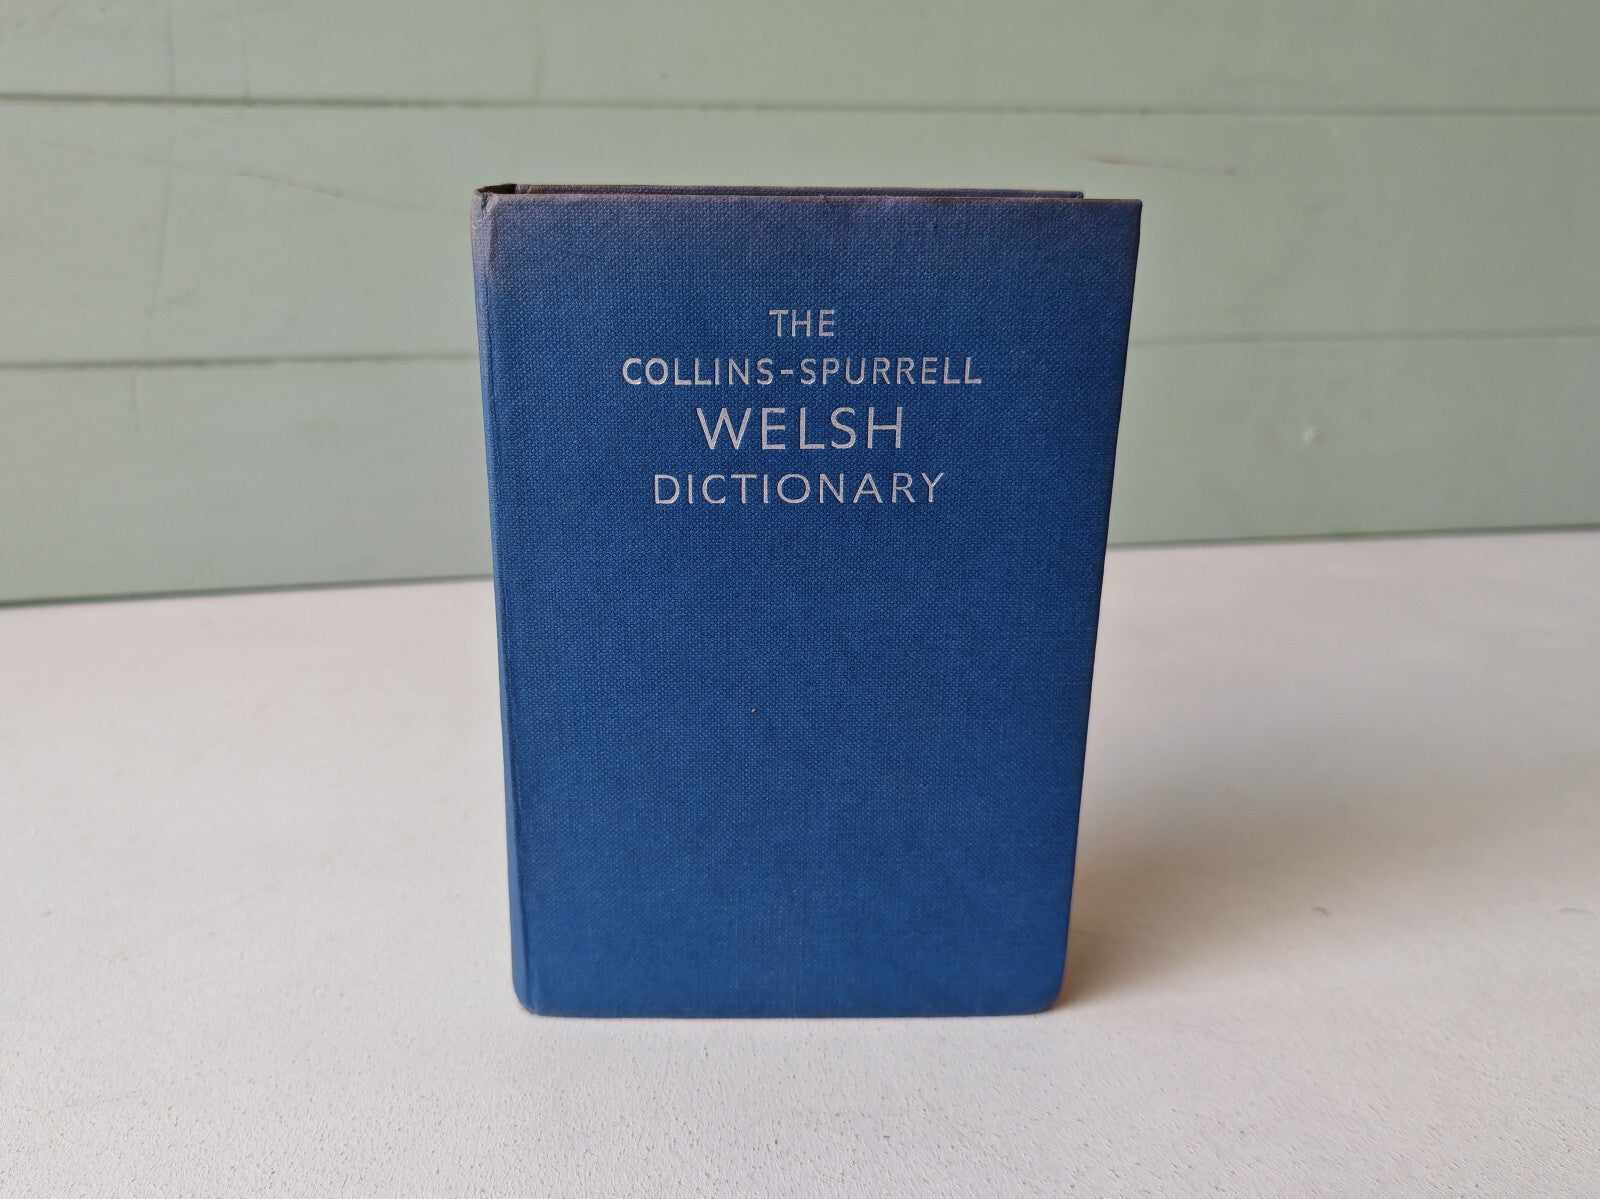 THE
COLLINS-SPURRELL
WELSH
DICTIONARY